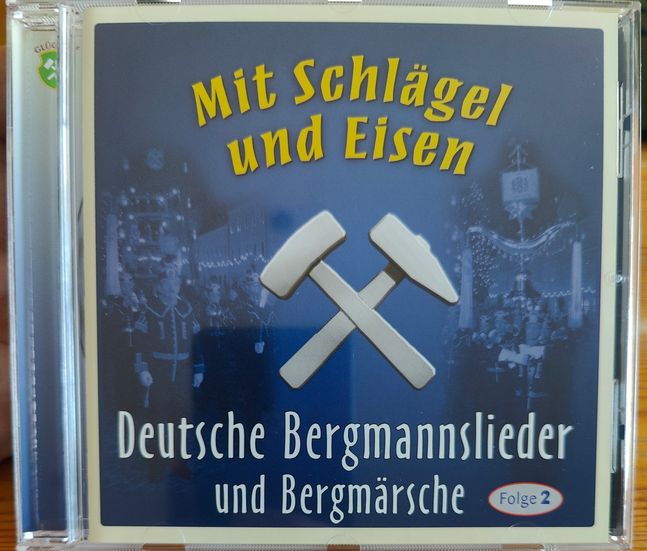 Mit Schlägel
und Eisen
Deutsche Bergmannslieder
und Bergmärsche
Folge 2